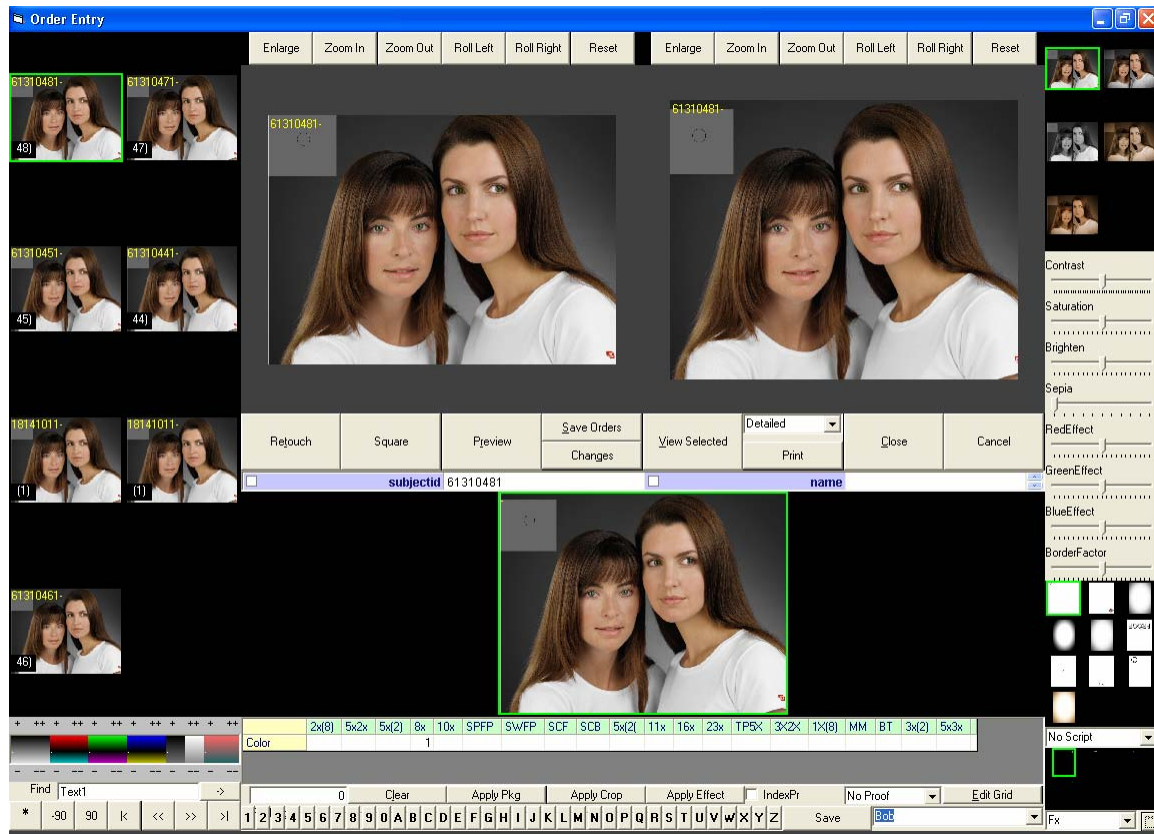 Order Entry
Enlarge Zoom In Zoom Out Roll Left Roll Right Reset Enlarge Zoom In Zoom Out Roll Left Roll Right Reset
61310481- 61310471-
48) 47)
61310481- 61310481-
61310451- 61310441-
45) 44)
18141011- 18141011-
(1) (1)
61310461-
46)
Contrast
Saturation
Brighten
Sepia
RedEffect
GreenEffect
BlueEffect
BorderFactor
Retouch Square Preview Save Orders View Selected Detailed Close Cancel
Changes Print
subjectid 61310481 name
+ ++ + ++ + ++ + ++ + ++ + ++
2x(8) 5x2x 5x(2) 8x 10x SPFP SWFP SCF SCB 5x(2( 11x 16x 23x TP5X 3X2X 1X(8) MM BT 3x(2) 5x3x
Color 1
No Script
- -- - -- - -- - -- - -- - --
Find Text1 ->
0 Clear Apply Pkg Apply Crop Apply Effect IndexPr No Proof Edit Grid
* -90 90 |< << >> >|
1 2 3 4 5 6 7 8 9 0 A B C D E F G H I J K L M N O P Q R S T U V W X Y Z Save Bob
Fx